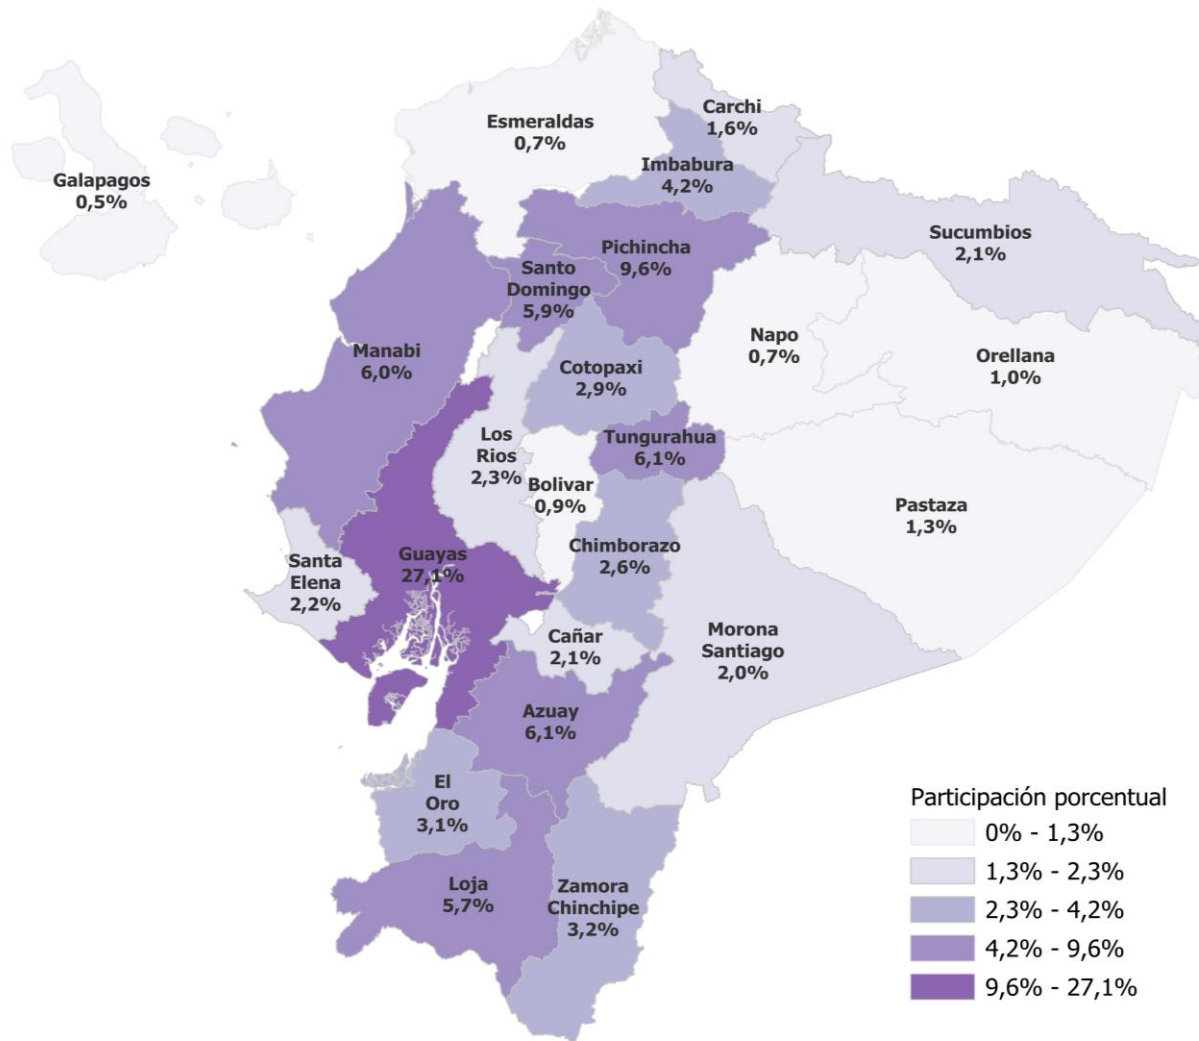 Esmeraldas
0,7%
Carchi
1,6%
Imbabura
4,2%
Galapagos
0,5%
Sucumbios
2,1%
Pichincha
9,6%
Santo
Domingo
5,9%
Napo
0,7%
Orellana
1,0%
Manabi
6,0%
Cotopaxi
2,9%
Los
Rios
2,3%
Tungurahua
6,1%
Bolivar
0,9%
Pastaza
1,3%
Chimborazo
2,6%
Guayas
27,1%
Santa
Elena
2,2%
Cañar
2,1%
Morona
Santiago
2,0%
Azuay
6,1%
El
Oro
3,1%
Loja
5,7%
Zamora
Chinchipe
3,2%
Participación porcentual
0% - 1,3%
1,3% - 2,3%
2,3% - 4,2%
4,2% - 9,6%
9,6% - 27,1%